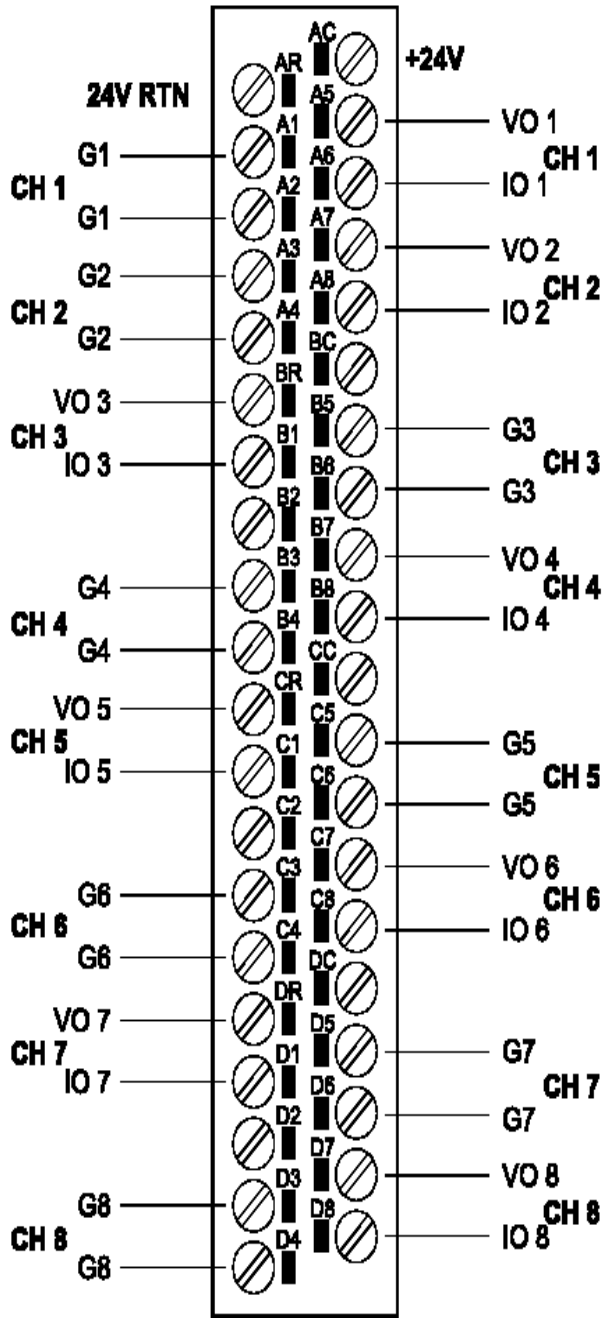 AC
+24V
AR
24V RTN
A5
VO 1
A1
G1
CH 1
A6
CH 1
A2
IO 1
G1
A7
VO 2
A3
G2
CH 2
A8
CH 2
A4
IO 2
G2
BC
BR
VO 3
B5
G3
CH 3
B1
CH 3
IO 3
B6
G3
B2
B7
VO 4
B3
G4
CH 4
B8
CH 4
B4
IO 4
G4
CC
CR
VO 5
C5
G5
CH 5
C1
CH 5
IO 5
C6
G5
C2
C7
VO 6
C3
G6
CH 6
C8
CH 6
C4
IO 6
G6
DC
DR
VO 7
D5
G7
CH 7
D1
CH 7
IO 7
D6
G7
D2
D7
VO 8
D3
G8
CH 8
D8
CH 8
D4
IO 8
G8